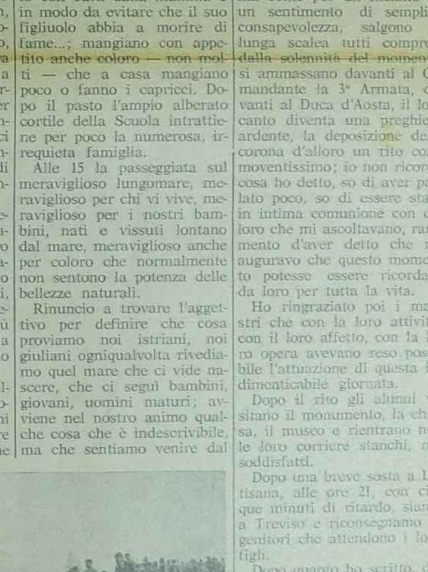 in modo da evitare che il suo
figliuolo abbia a morire di
fame...; mangiano con appe-
tito anche coloro — non mol-
ti — che a casa mangiano
poco o fanno i capricci. Do-
po il pasto l'ampio alberato
cortile della Scuola intrattie-
ne per poco la numerosa, ir-
requieta famiglia.
Alle 15 la passeggiata sul
meraviglioso lungomare, me-
raviglioso per chi vi vive, me-
raviglioso per i nostri bam-
bini, nati e vissuti lontano
dal mare, meraviglioso anche
per coloro che normalmente
non sentono la potenza delle
bellezze naturali.
Rinuncio a trovare l'agget-
tivo per definire che cosa
proviamo noi istriani, noi
giuliani ogniqualvolta rivedia-
mo quel mare che ci vide na-
scere, che ci seguì bambini,
giovani, uomini maturi; av-
viene nel nostro animo qual-
che cosa che è indescrivibile,
ma che sentiamo venire dal
un sentimento di sempli
consapevolezza, salgono
lunga scalea tutti compre
dalla solennità del momen
si ammassano davanti al C
mandante la 3ª Armata, d
vanti al Duca d'Aosta, il lo
canto diventa una preghie
ardente, la deposizione de
corona d'alloro un rito co
moventissimo; io non ricor
cosa ho detto, so di aver pa
lato poco, so di essere sta
in intima comunione con c
loro che mi ascoltavano, ram
mento d'aver detto che
auguravo che questo mome
to potesse essere ricorda
da loro per tutta la vita.
Ho ringraziato poi i ma
stri che con la loro attivit
con il loro affetto, con la l
ro opera avevano reso poss
bile l'attuazione di questa i
dimenticabile giornata.
Dopo il rito gli alunni
sitano il monumento, la chi
sa, il museo e rientrano ne
le loro corriere stanchi, m
soddisfatti.
Dopo una breve sosta a L
tisana, alle ore 21, con ci
que minuti di ritardo, siam
a Treviso e riconsegniamo
genitori che attendono i lo
figli.
Dopo quanto ho scritto,